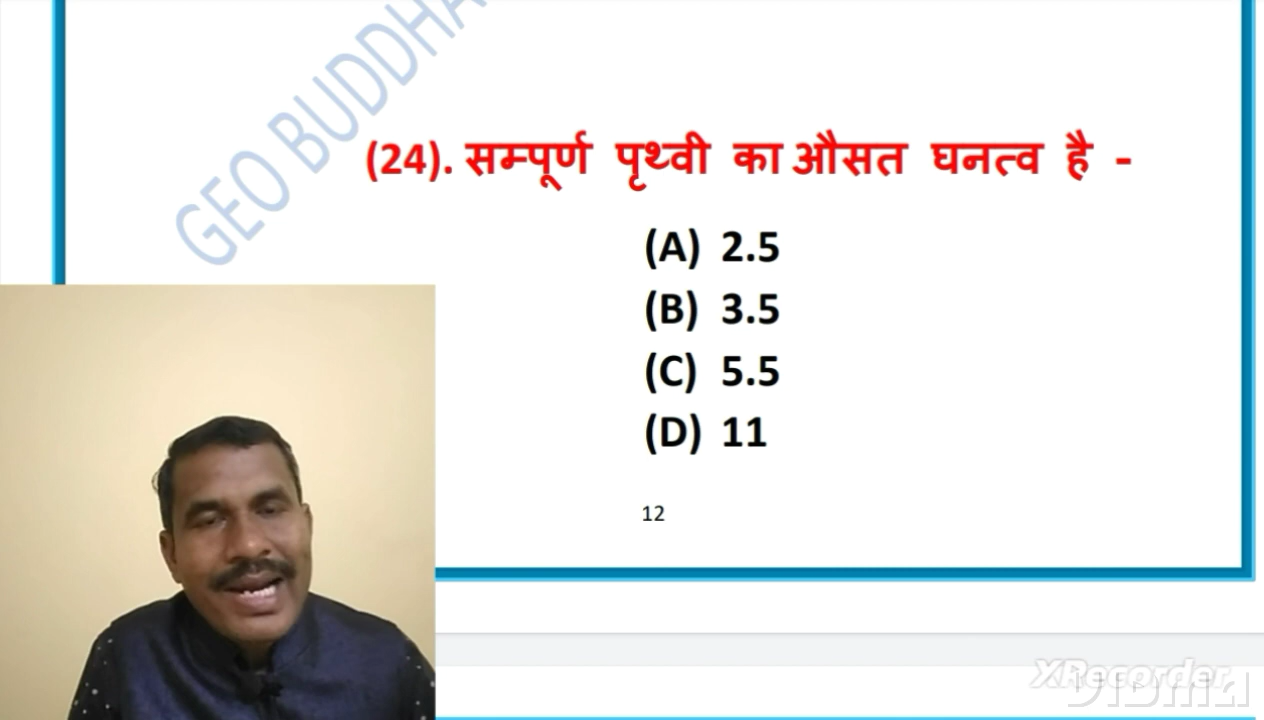 GEO BUDDHA
(24). सम्पूर्ण पृथ्वी का औसत घनत्व है -
(A) 2.5
(B) 3.5
(C) 5.5
(D) 11
12
XRecorder